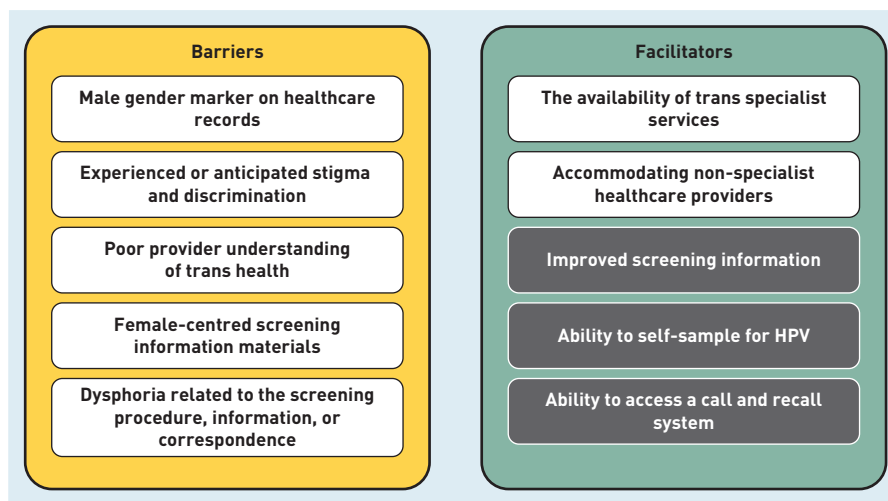 Barriers
Male gender marker on healthcare
records
Experienced or anticipated stigma
and discrimination
Poor provider understanding
of trans health
Female-centred screening
information materials
Dysphoria related to the screening
procedure, information, or
correspondence
Facilitators
The availability of trans specialist
services
Accommodating non-specialist
healthcare providers
Improved screening information
Ability to self-sample for HPV
Ability to access a call and recall
system